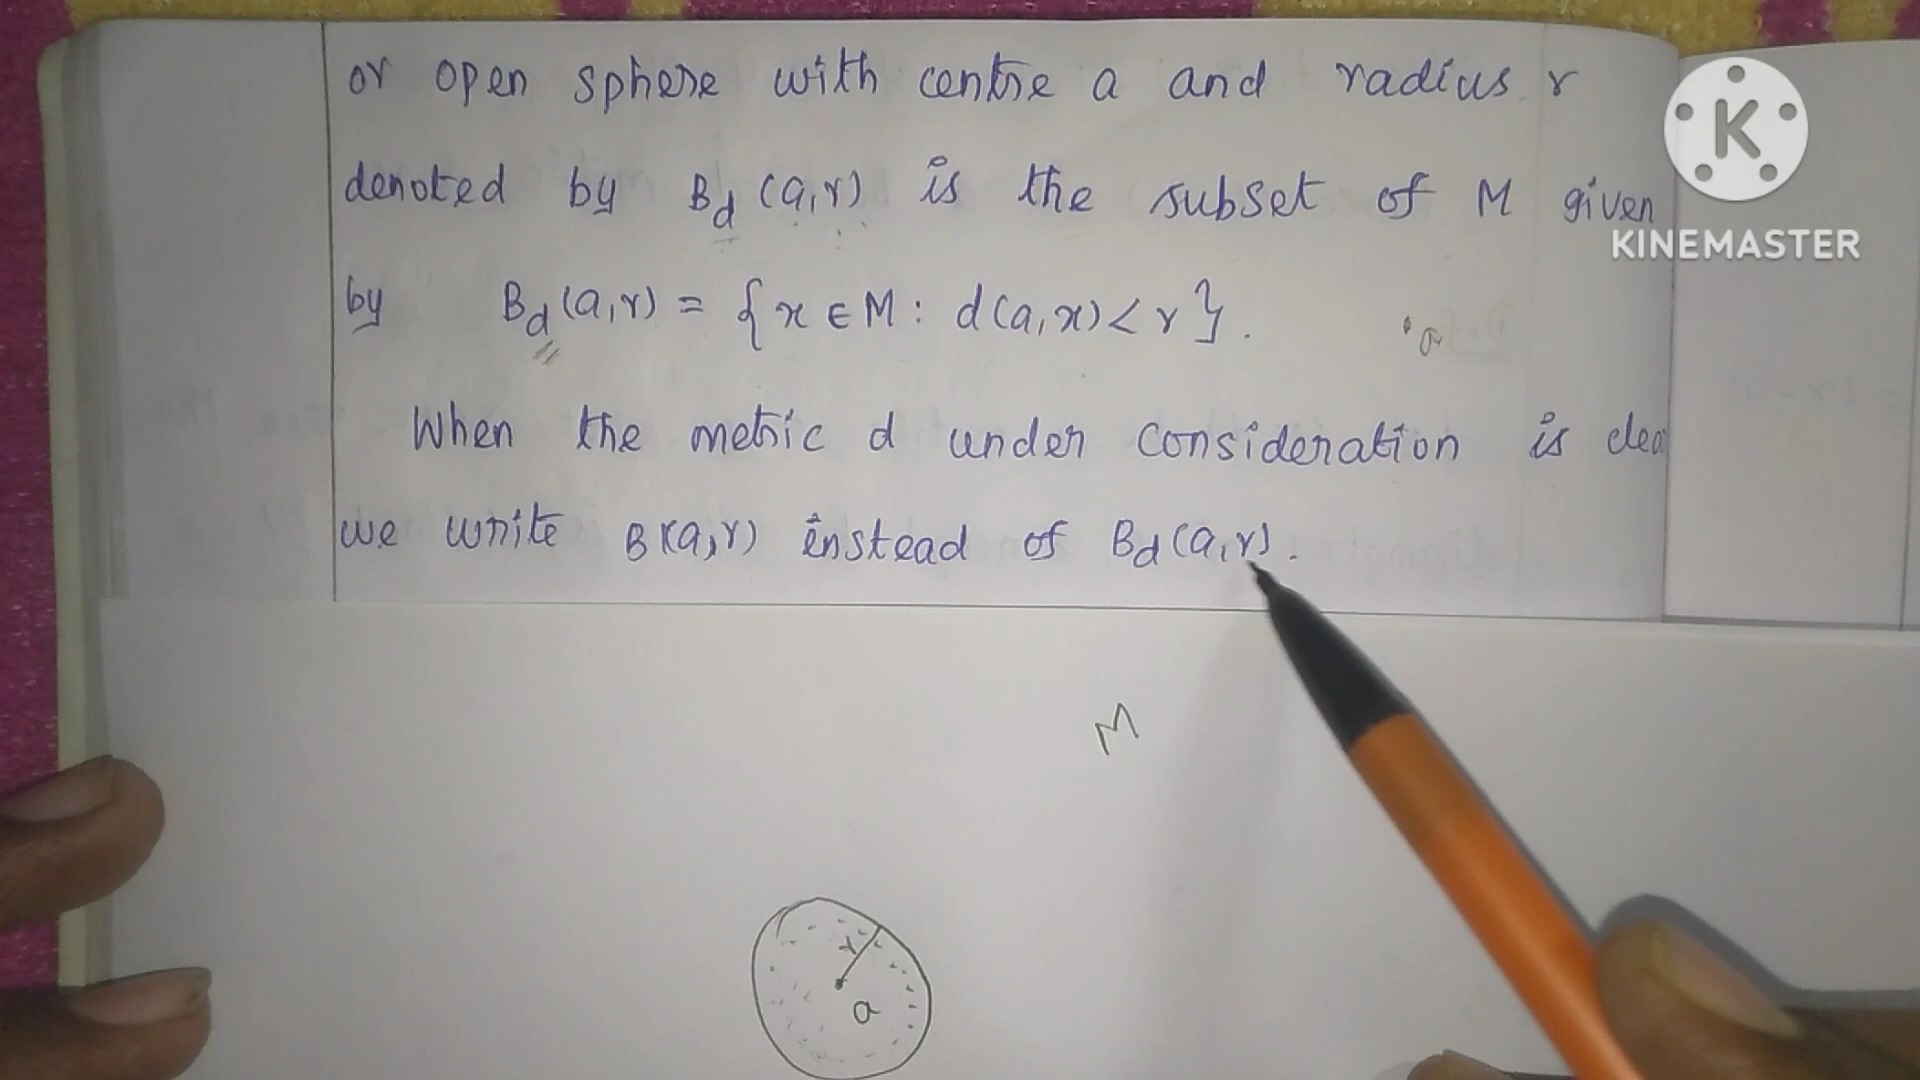 or open sphere with centre a and radius r
K
denoted by B_d (a,r) is the subset of M given
KINEMASTER
by B_d (a,r) = { x ∈ M : d(a,x) < r }.
a
When the metric d under consideration is clea
we write B(a,r) instead of B_d (a,r).
M
r
a